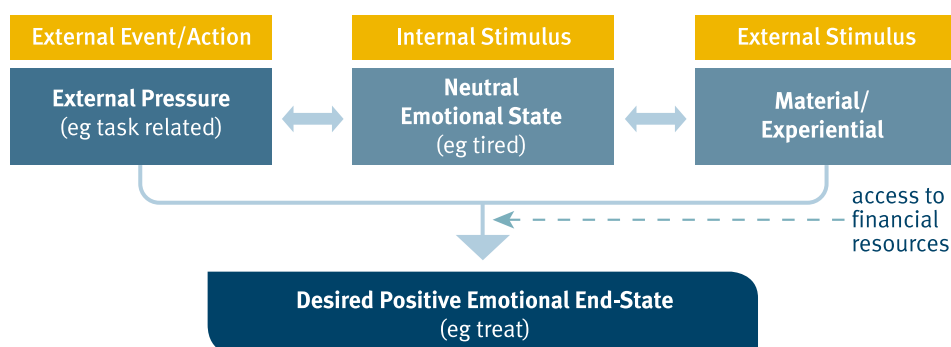 External Event/Action
Internal Stimulus
External Stimulus
External Pressure
(eg task related)
Neutral
Emotional State
(eg tired)
Material/
Experiential
access to
financial
resources
Desired Positive Emotional End-State
(eg treat)